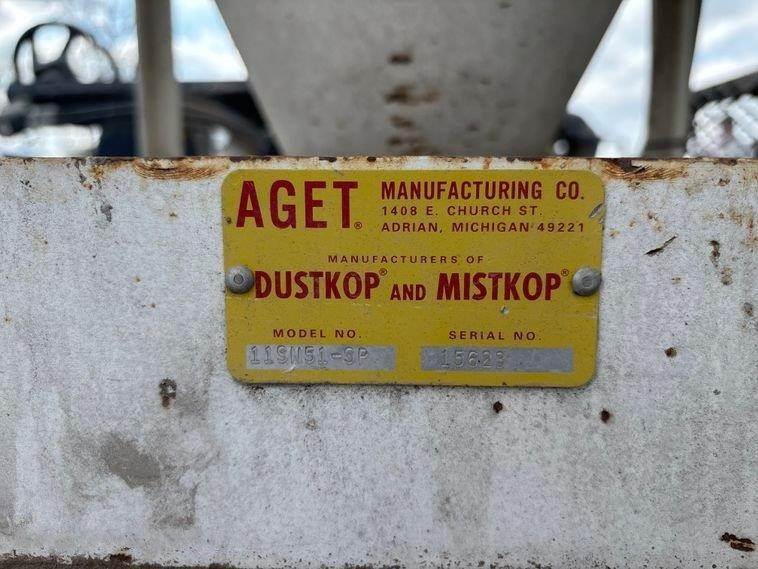 AGET® MANUFACTURING CO.
1408 E. CHURCH ST.
ADRIAN, MICHIGAN 49221
MANUFACTURERS OF
DUSTKOP® AND MISTKOP®
MODEL NO. SERIAL NO.
11SN51-SP 15623